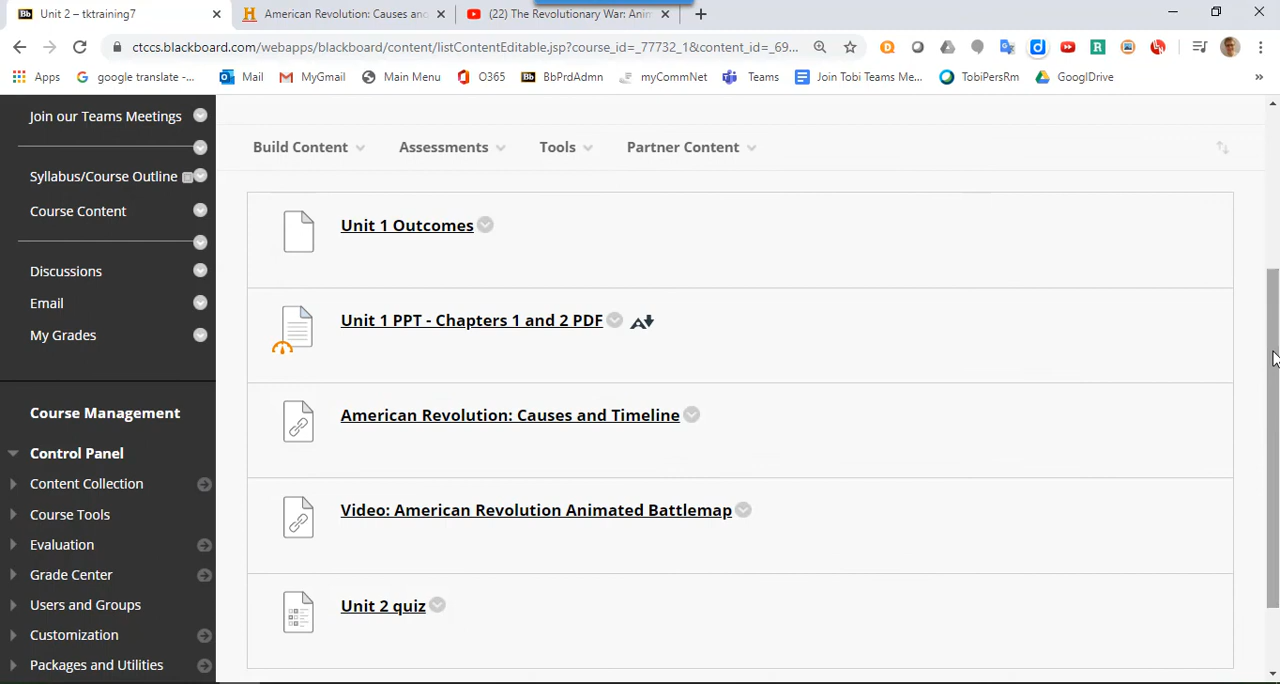 Bb Unit 2 – tktraining7
H American Revolution: Causes and
(22) The Revolutionary War: Anim
ctccs.blackboard.com/webapps/blackboard/content/listContentEditible.jsp?course_id=_77732_1&content_id=_69...
Apps
google translate -...
Mail
MyGmail
Main Menu
O365
Bb BbPrdAdmn
myCommNet
Teams
Join Tobi Teams Me...
TobiPersRm
GooglDrive
»
Join our Teams Meetings
Syllabus/Course Outline
Course Content
Discussions
Email
My Grades
Course Management
Control Panel
Content Collection
Course Tools
Evaluation
Grade Center
Users and Groups
Customization
Packages and Utilities
Build Content
Assessments
Tools
Partner Content
Unit 1 Outcomes
Unit 1 PPT - Chapters 1 and 2 PDF
American Revolution: Causes and Timeline
Video: American Revolution Animated Battlemap
Unit 2 quiz